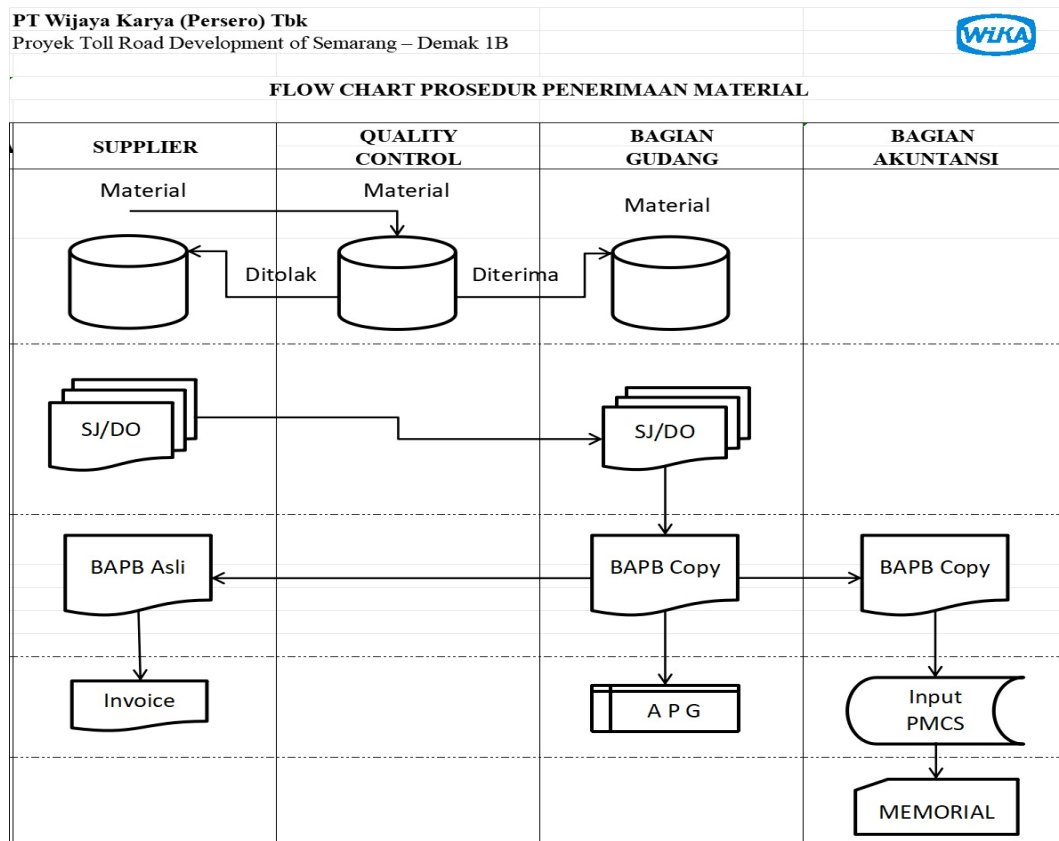 PT Wijaya Karya (Persero) Tbk
Proyek Toll Road Development of Semarang – Demak 1B
WIKA
FLOW CHART PROSEDUR PENERIMAAN MATERIAL
SUPPLIER
QUALITY
CONTROL
BAGIAN
GUDANG
BAGIAN
AKUNTANSI
Material
Material
Material
Ditolak
Diterima
SJ/DO
SJ/DO
BAPB Asli
BAPB Copy
BAPB Copy
Invoice
A P G
Input
PMCS
MEMORIAL